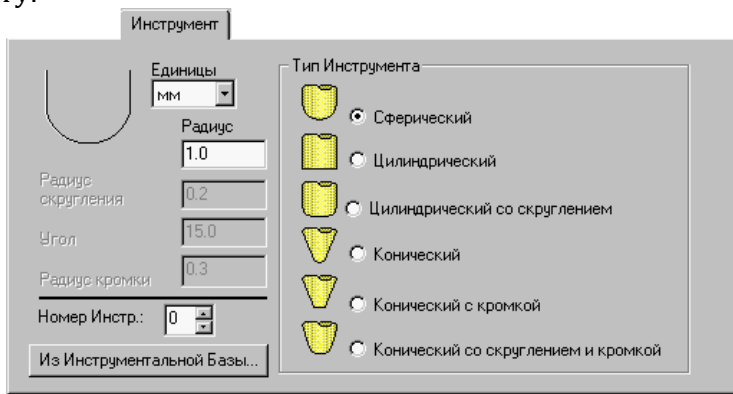 Инструмент
Единицы
мм
Радиус
1.0
Радиус
скругления
0.2
Угол
15.0
Радиус кромки
0.3
Номер Инстр.:
0
Из Инструментальной Базы...
Тип Инструмента
Сферический
Цилиндрический
Цилиндрический со скруглением
Конический
Конический с кромкой
Конический со скруглением и кромкой